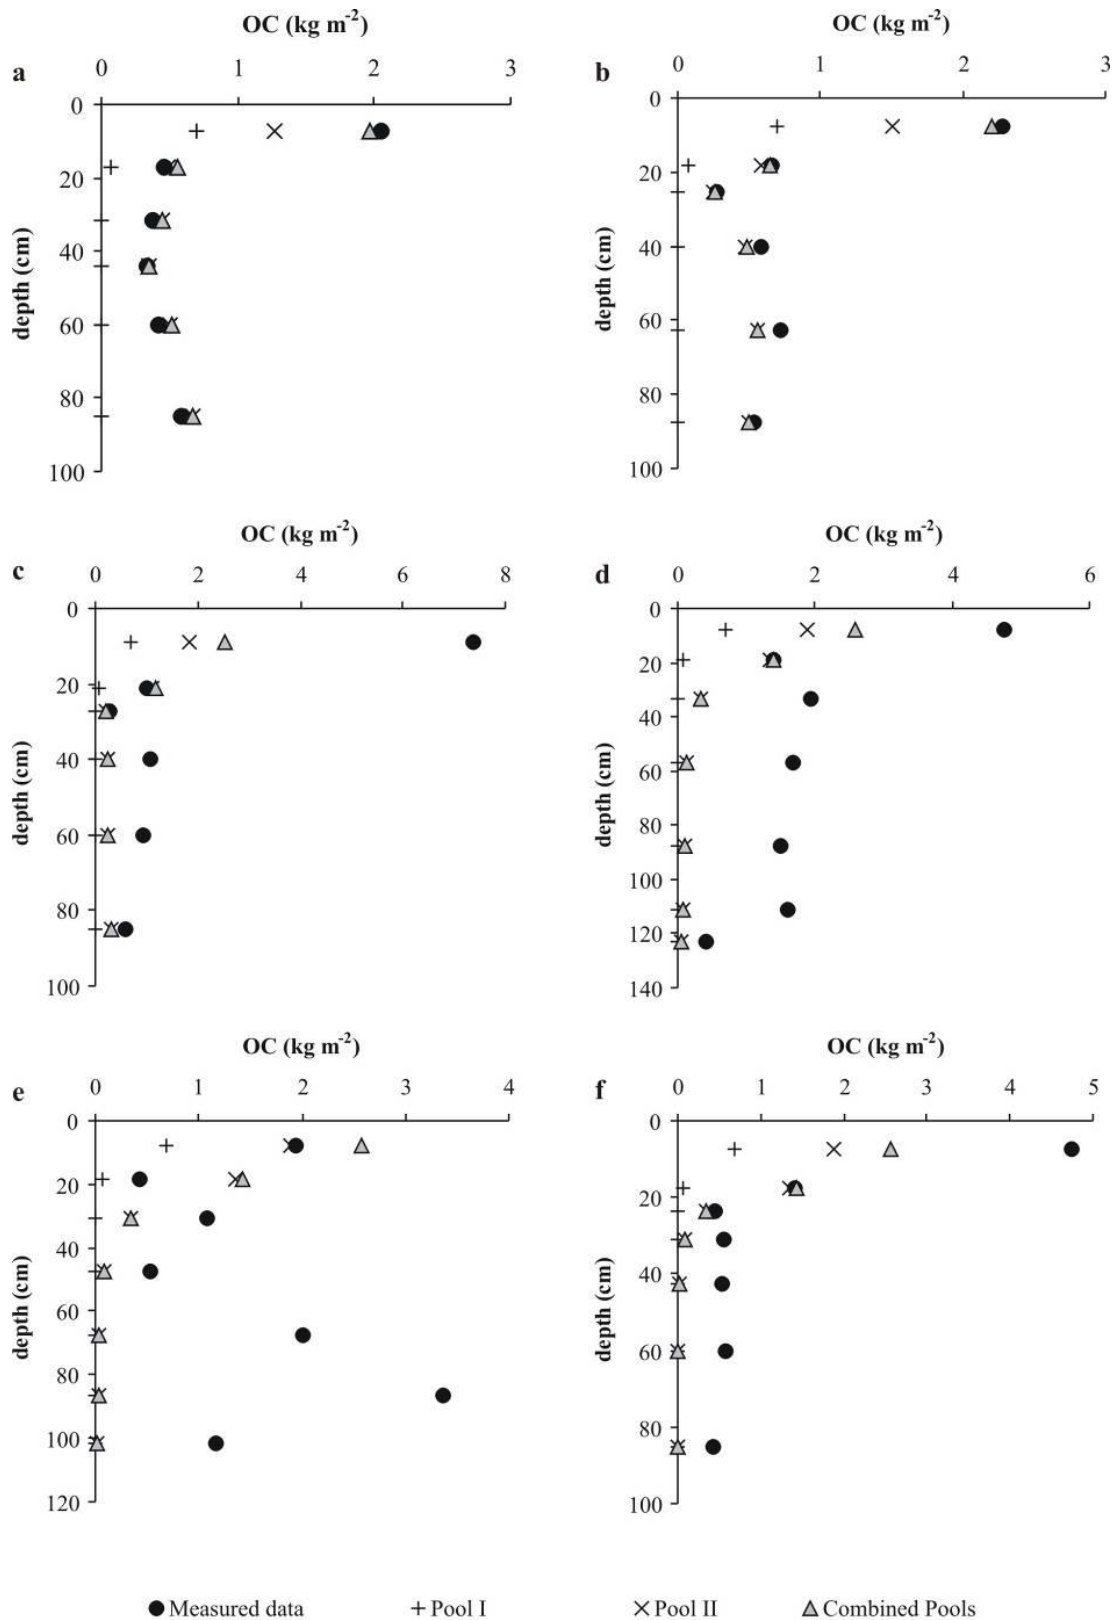 OC (kg m⁻²)
a
0 1 2 3
0
20
40
60
80
100
depth (cm)
OC (kg m⁻²)
b
0 1 2 3
0
20
40
60
80
100
depth (cm)
OC (kg m⁻²)
c
0 2 4 6 8
0
20
40
60
80
100
depth (cm)
OC (kg m⁻²)
d
0 2 4 6
0
20
40
60
80
100
120
140
depth (cm)
OC (kg m⁻²)
e
0 1 2 3 4
0
20
40
60
80
100
120
depth (cm)
OC (kg m⁻²)
f
0 1 2 3 4 5
0
20
40
60
80
100
depth (cm)
Measured data Pool I Pool II Combined Pools